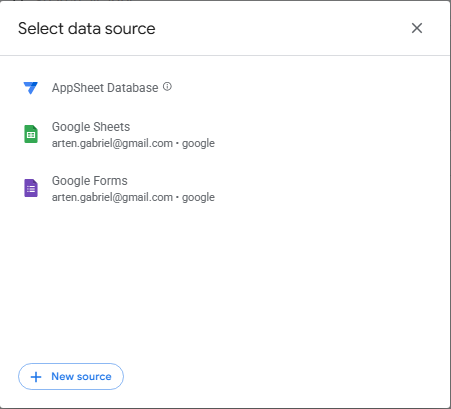 Select data source
AppSheet Database
Google Sheets
arten.gabriel@gmail.com • google
Google Forms
arten.gabriel@gmail.com • google
New source